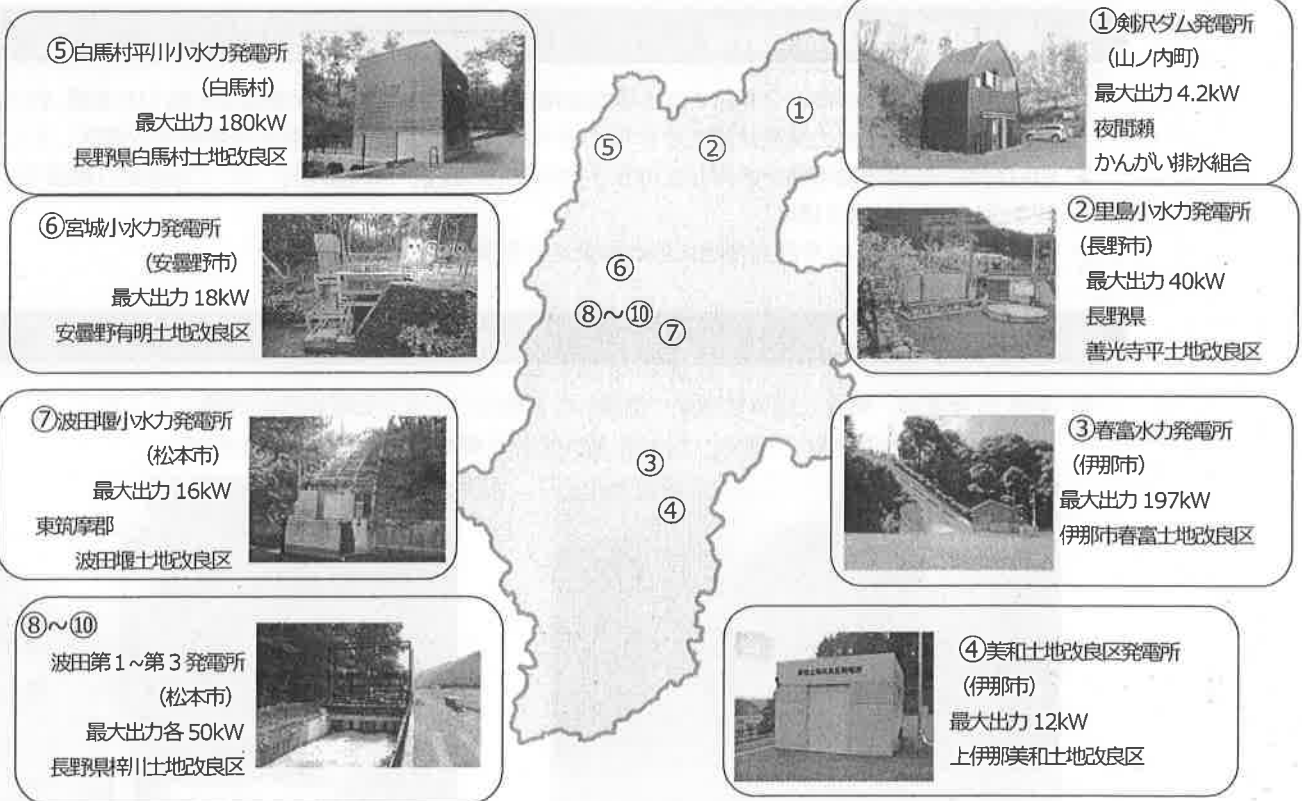 ①剣沢ダム発電所
(山ノ内町)
最大出力 4.2kW
夜間瀬
かんがい排水組合
②里島小水力発電所
(長野市)
最大出力 40kW
長野県
善光寺平土地改良区
③春富水力発電所
(伊那市)
最大出力 197kW
伊那市春富土地改良区
④美和土地改良区発電所
(伊那市)
最大出力 12kW
上伊那美和土地改良区
⑤白馬村平川小水力発電所
(白馬村)
最大出力 180kW
長野県白馬村土地改良区
⑥宮城小水力発電所
(安曇野市)
最大出力 18kW
安曇野有明土地改良区
⑦波田堰小水力発電所
(松本市)
最大出力 16kW
東筑摩郡
波田堰土地改良区
⑧～⑩
波田第1~第3発電所
(松本市)
最大出力各 50kW
長野県梓川土地改良区
①
⑤
②
⑥
⑧～⑩
⑦
③
④